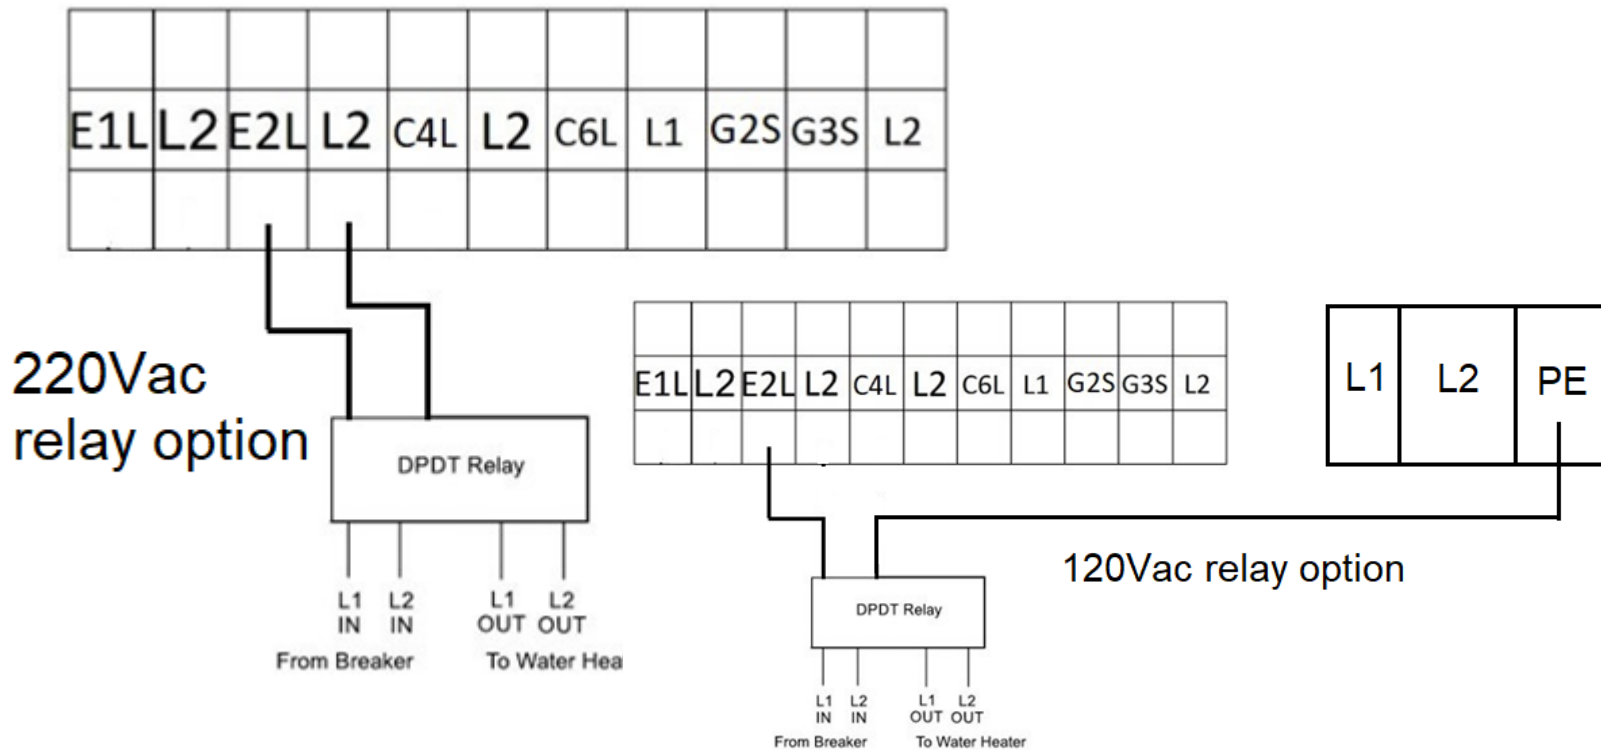 E1L L2 E2L L2 C4L L2 C6L L1 G2S G3S L2
220Vac
relay option
DPDT Relay
L1 L2 L1 L2
IN IN OUT OUT
From Breaker To Water Hea
E1L L2 E2L L2 C4L L2 C6L L1 G2S G3S L2
L1 L2 PE
120Vac relay option
DPDT Relay
L1 L2 L1 L2
IN IN OUT OUT
From Breaker To Water Heater